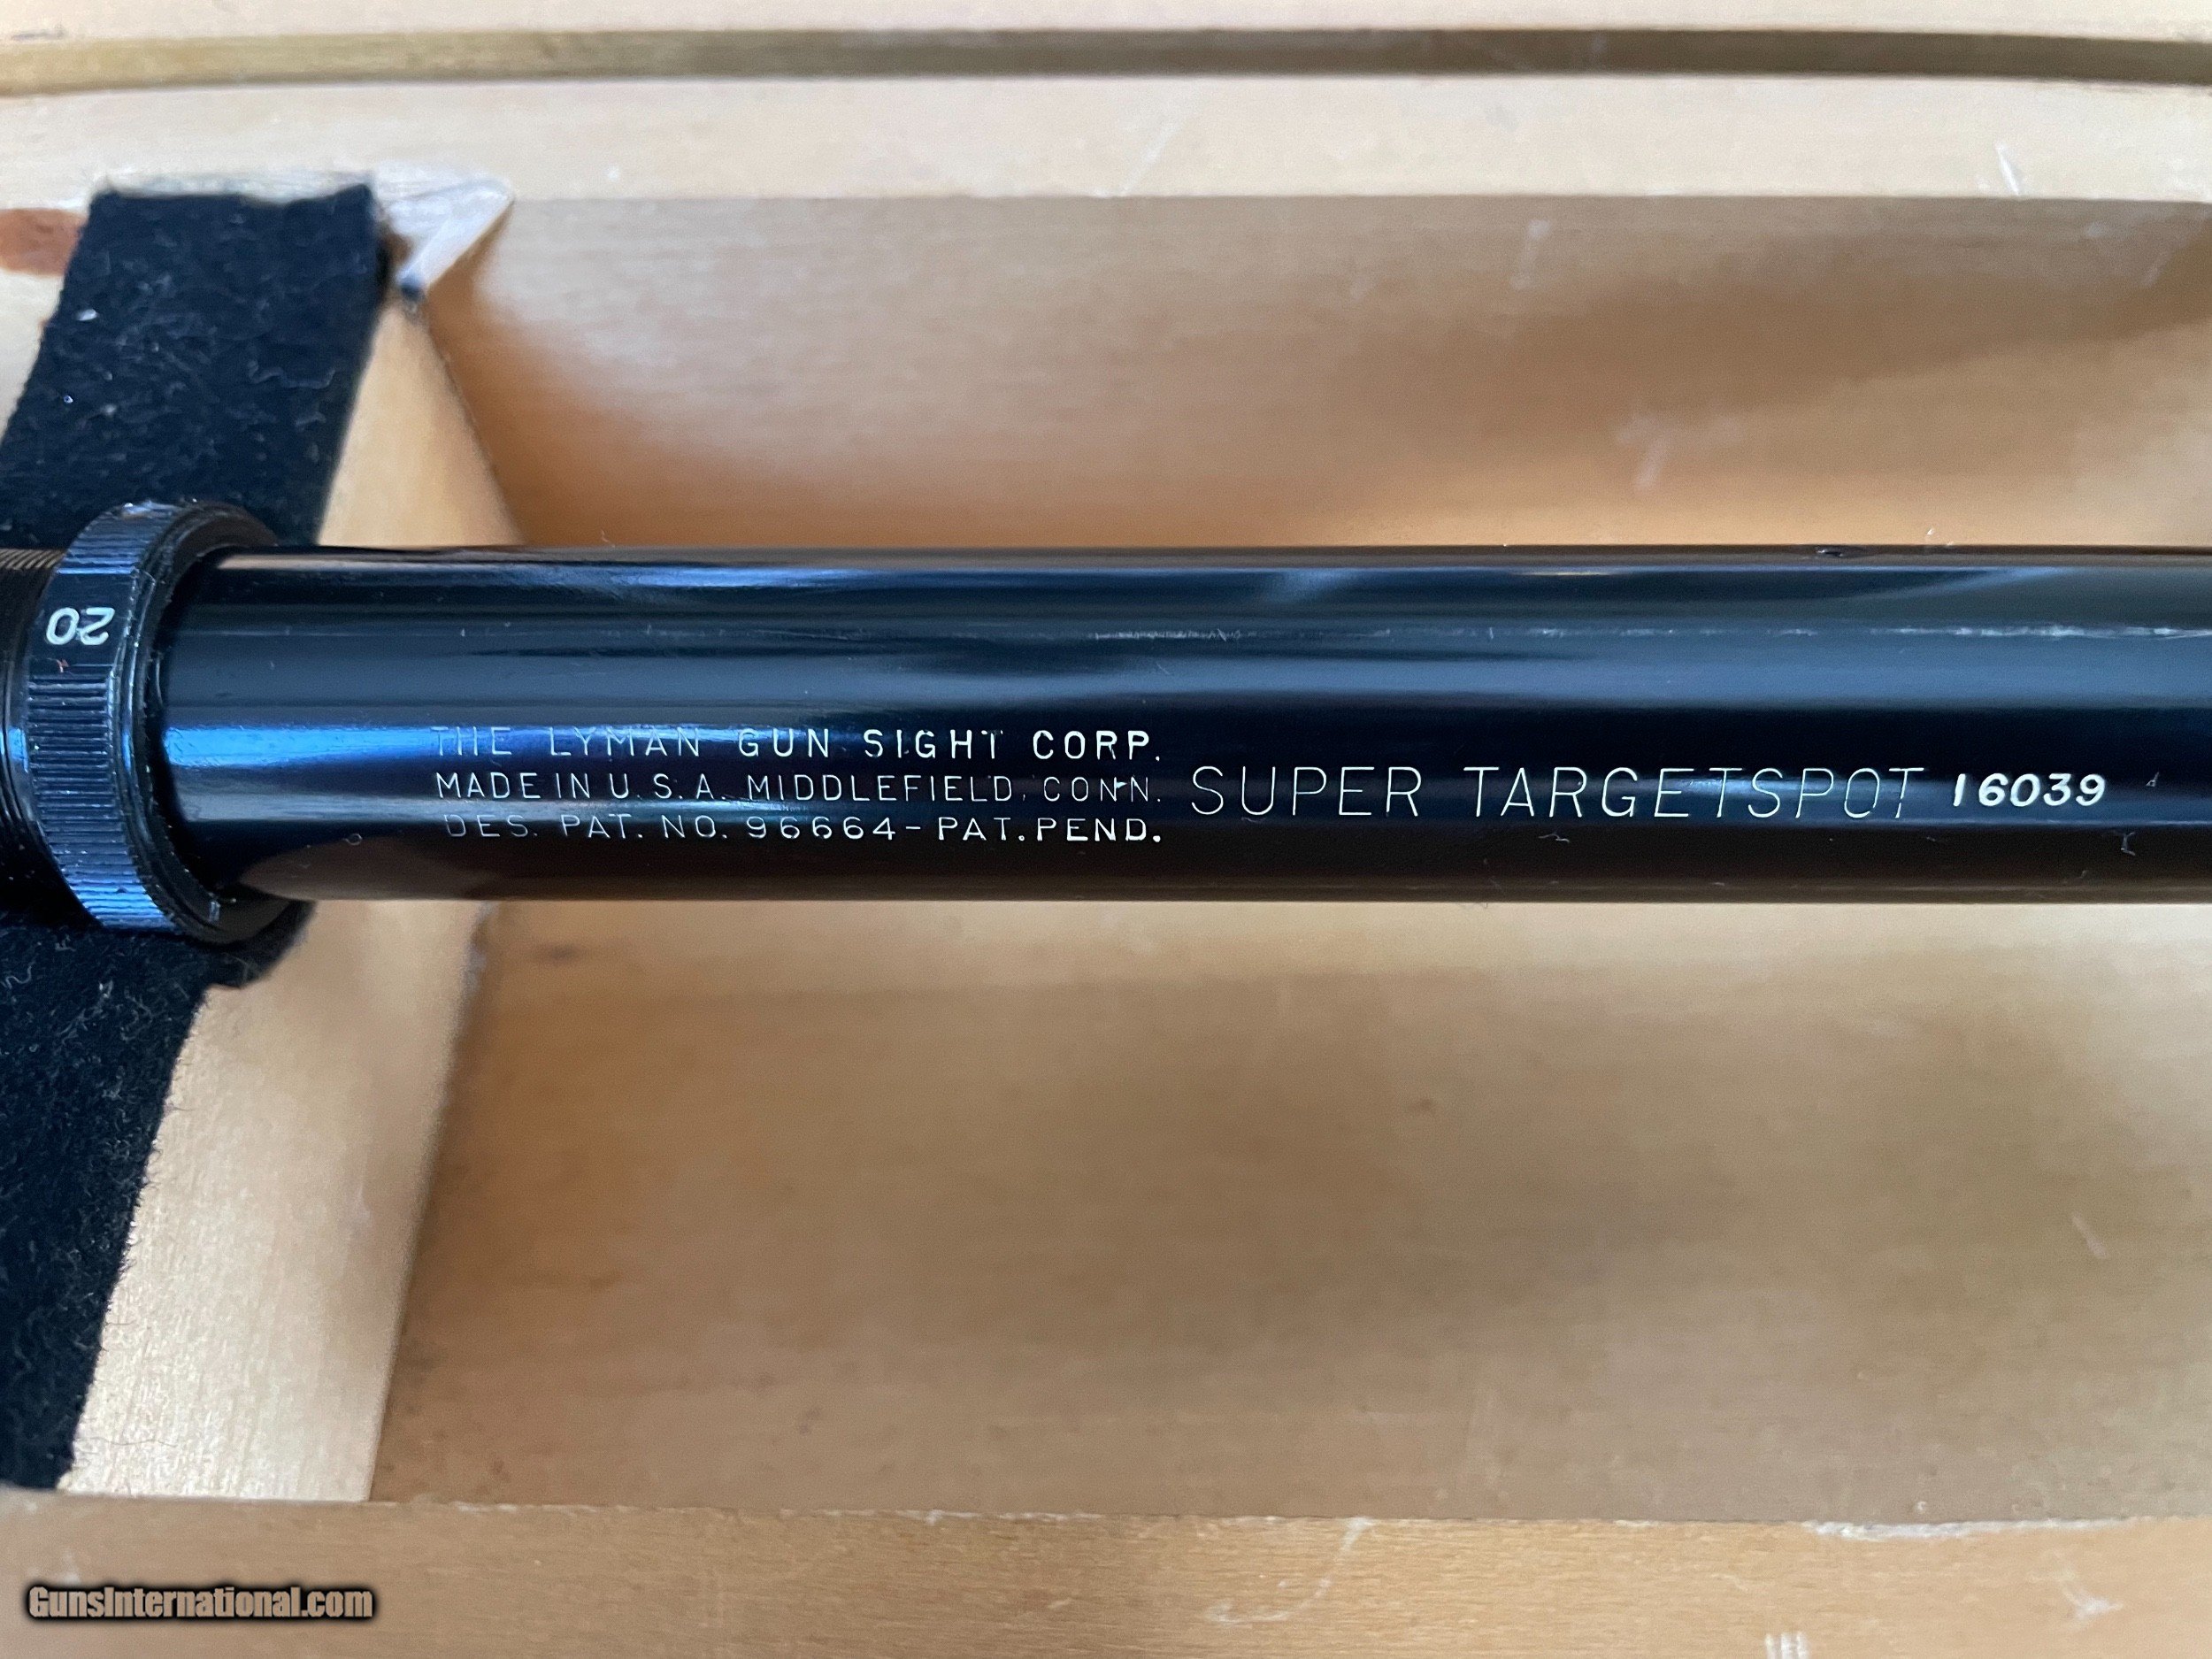 20
THE LYMAN GUN SIGHT CORP.
MADE IN U.S.A. MIDDLEFIELD, CONN.
DES. PAT. NO. 96664-PAT.PEND.
SUPER TARGETSPOT 16039
GunsInternational.com